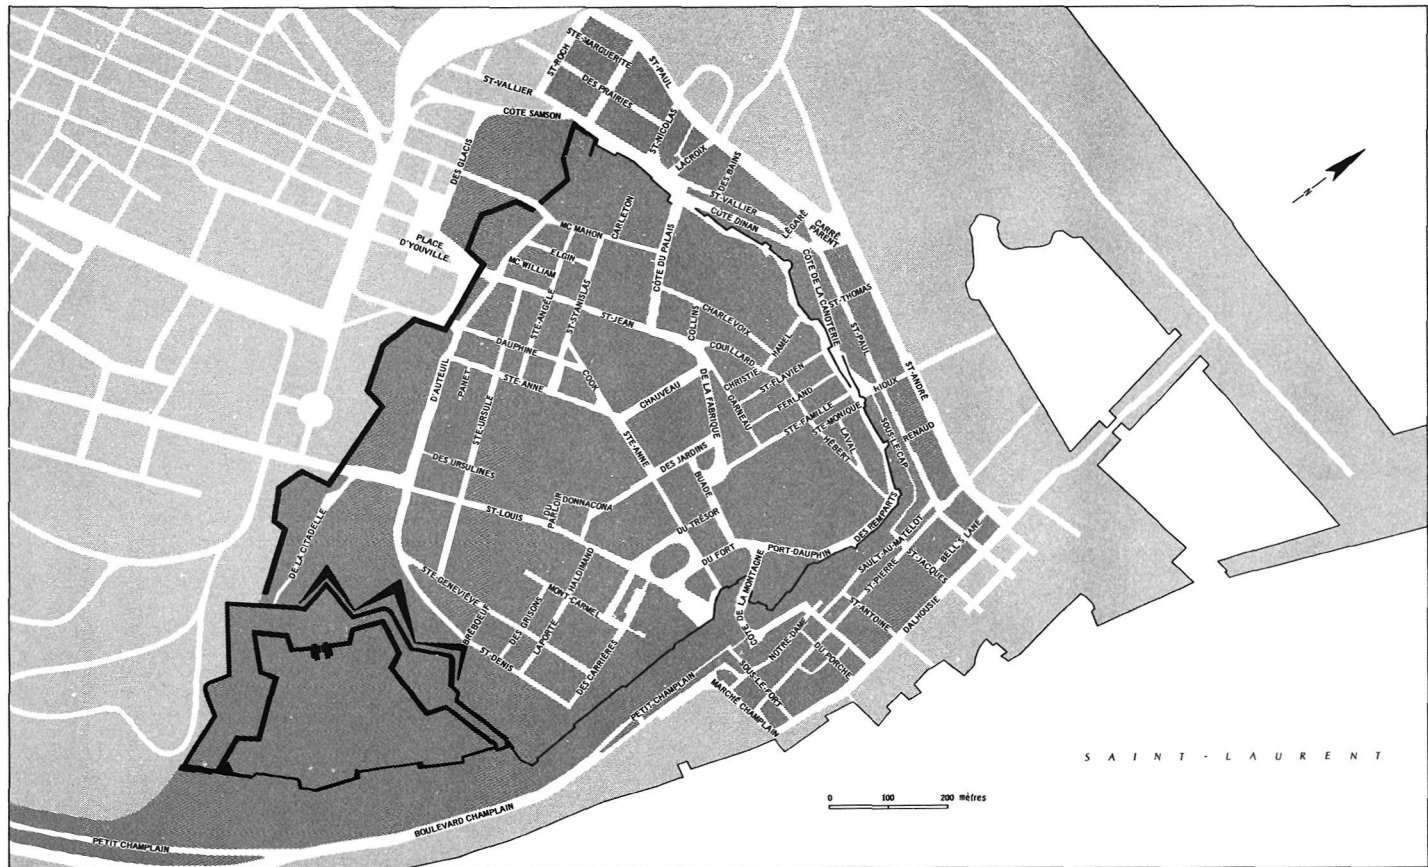 STE-MARGUERITE
ST-ROCH
ST-PAUL
ST-VALLIER
DES PRAIRIES
CÔTE SAMSON
ST-NICOLAS
LACROIX
DES GLACIS
DES BAINS
ST-VALLIER
CÔTE DINAN
LÉGARÉ
CARRÉ PARENT
N
PLACE D'YOUVILLE
MC MAHON
CARLETON
ELGIN
MC WILLIAM
CÔTE DU PALAIS
CÔTE DE LA CANOTERIE
ST-THOMAS
STE-ANGÈLE
ST-STANISLAS
ST-JEAN
COLLINS
CHARLEVOIX
HAMEL
ST-PAUL
DAUPHINE
COUILLARD
D'AUTEUIL
PANET
STE-ANNE
COOK
CHAUVEAU
DE LA FABRIQUE
CHRISTIE
ST-FLAVIEN
GARNEAU
FERLAND
RIOUX
ST-ANDRÉ
STE-URSULE
STE-FAMILLE
STE-MONIQUE
LAVAL
HÉBERT
SOUS-LE-CAP
RENAUD
STE-ANNE
DES JARDINS
DES URSULINES
BUADE
ST-LOUIS
DU PARLOIR
DONNACONA
DU TRÉSOR
DE LA CITADELLE
DES REMPARTS
SAULT-AU-MATELOT
BELL'S LANE
ST-JACQUES
ST-PIERRE
DU FORT
PORT-DAUPHIN
HALDIMAND
MONT-CARMEL
STE-GENEVIÈVE
BRÉBOEUF
DES GRISONS
LAPORTE
ST-DENIS
DES CARRIÈRES
CÔTE DE LA MONTAGNE
ST-ANTOINE
DALHOUSIE
NOTRE-DAME
DU PORCHE
SOUS-LE-FORT
MARCHÉ CHAMPLAIN
PETIT-CHAMPLAIN
SAINT-LAURENT
0 100 200 mètres
BOULEVARD CHAMPLAIN
PETIT CHAMPLAIN